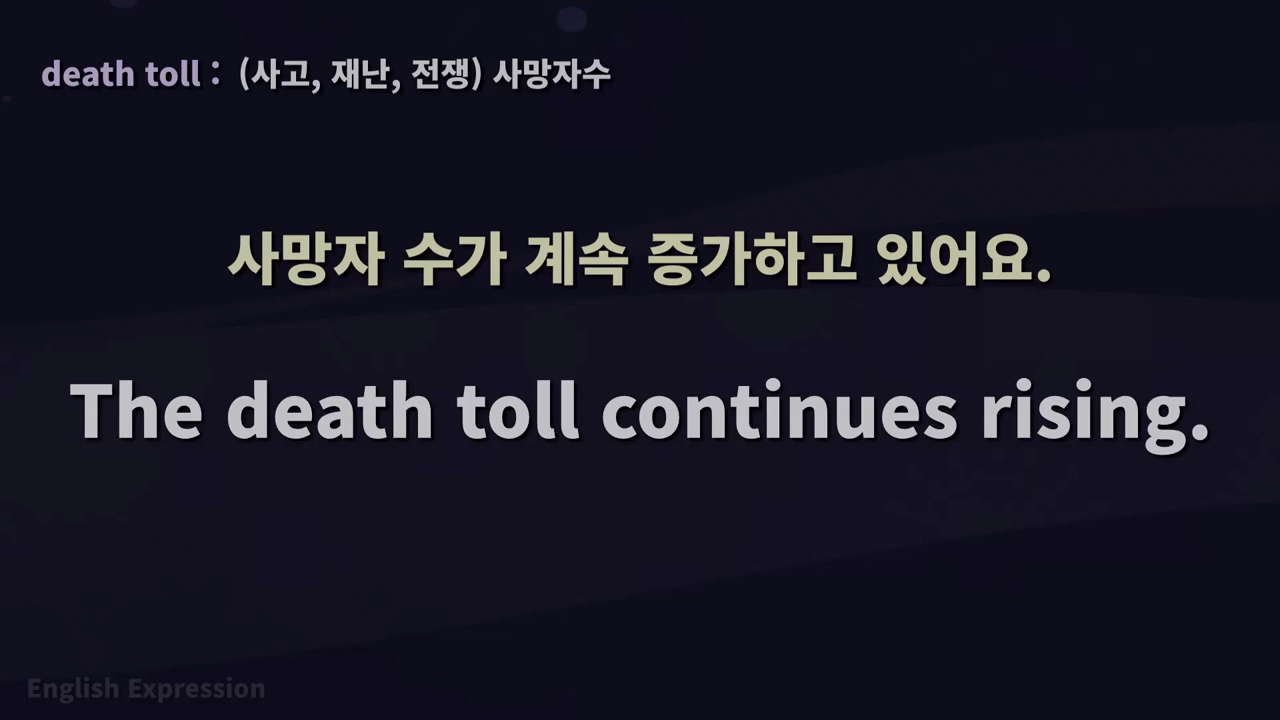 death toll : (사고, 재난, 전쟁) 사망자수
사망자 수가 계속 증가하고 있어요.
The death toll continues rising.
English Expression